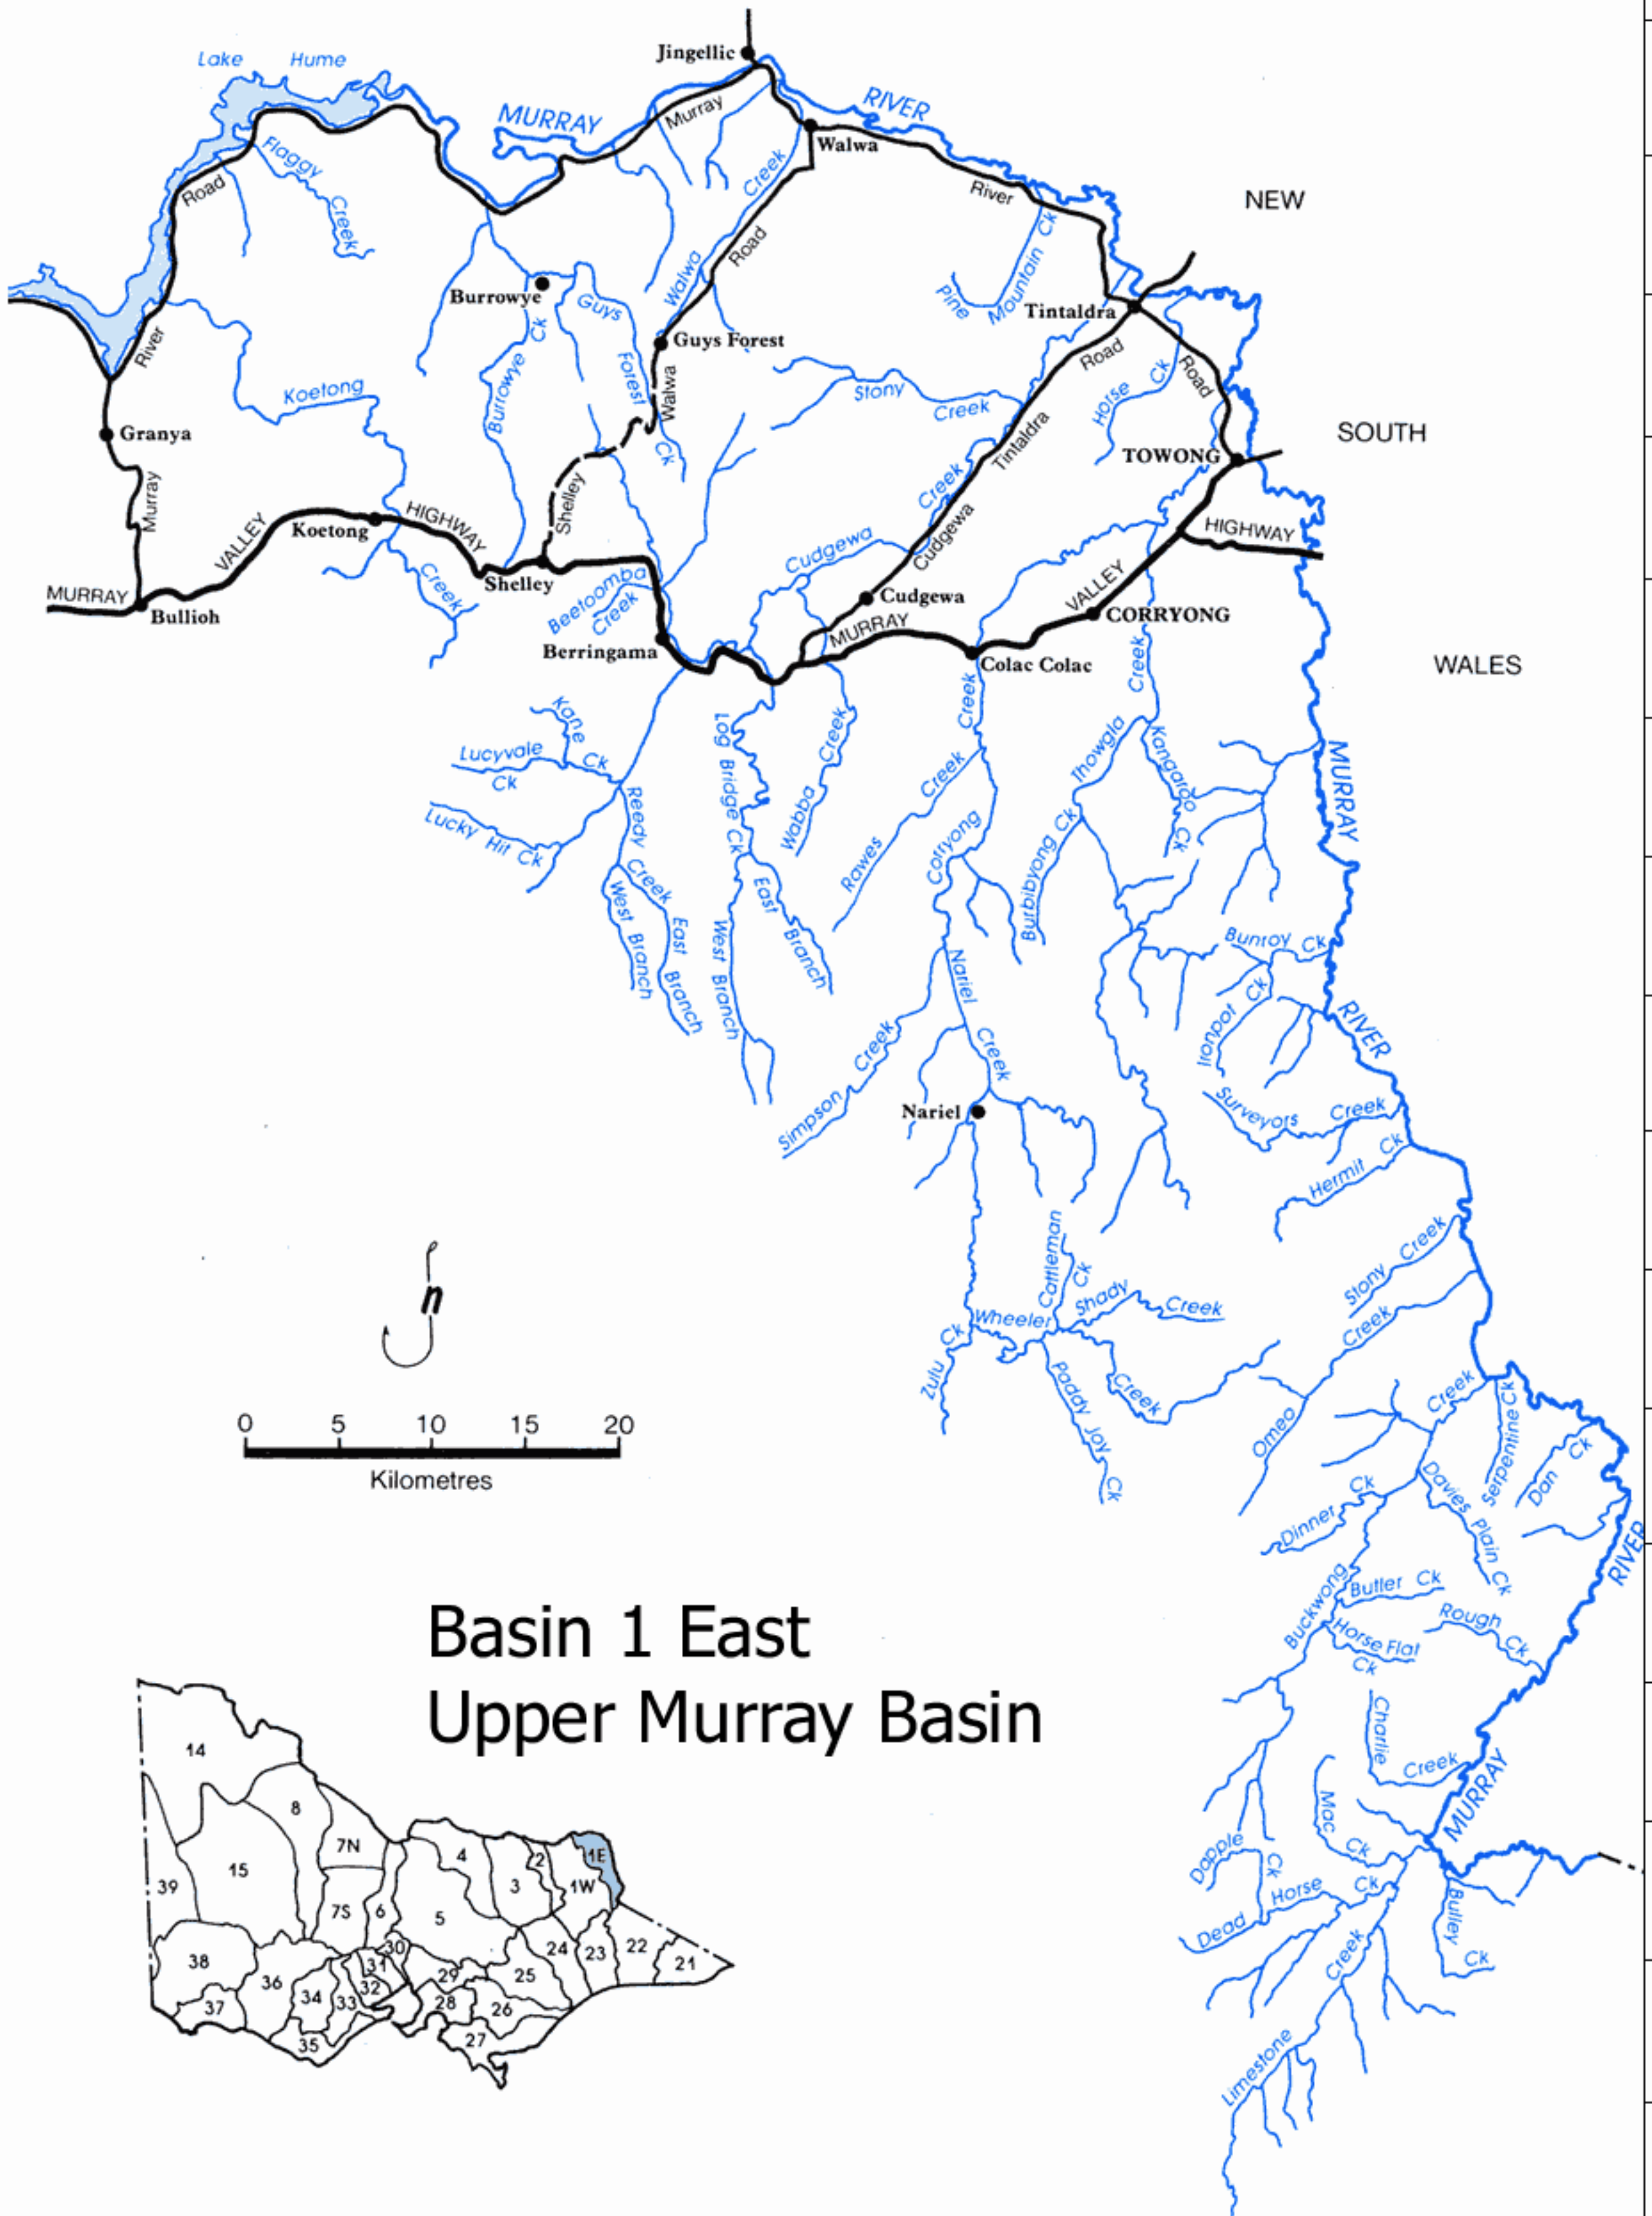 Jingellic
Lake Hume
MURRAY
RIVER
Murray
Walwa
Flaggy
Creek
Road
Walwa
Creek
Road
River
NEW
Pine
Mountain Ck
Burrowye
Guys
Forest
Ck
Tintaldra
River
Guys Forest
Burrowye
Ck
Walwa
Road
Horse Ck
Road
Koetong
Stony
Creek
Tintaldra
SOUTH
Granya
TOWONG
Murray
Shelley
Creek
Cudgewa
HIGHWAY
VALLEY
Koetong
HIGHWAY
Cudgewa
Creek
Shelley
Beetoomba
Creek
Cudgewa
VALLEY
MURRAY
Bullioh
MURRAY
CORRYONG
Berringama
Colac Colac
Creek
WALES
Kane
Ck
Lucyvale
Ck
Lucky Hit Ck
Log Bridge Ck
Wabba Creek
Creek
Rawes
Creek
Corryong
Thowgla
Kangaroo
Ck
MURRAY
Reedy Creek
West Branch
East Branch
East Branch
West Branch
Burbibyong Ck
Buntoy Ck
Nariel
Creek
Ironpot Ck
RIVER
Simpson Creek
Nariel
Surveyors Creek
Hermit Ck
Cattleman
Ck
Stony Creek
Shady Creek
Wheeler
Creek
Zulu Ck
Paddy Joy Ck
Omeo
Creek
n
0 5 10 15 20
Kilometres
Creek
Serpentine Ck
Dan Ck
Davies Plain Ck
Dinner Ck
RIVER
Buckwong
Butler Ck
Horse Flat
Ck
Rough Ck
Basin 1 East
Upper Murray Basin
Charlie
Creek
MURRAY
Mac
Ck
Dapple
Ck
Dead Horse Ck
Bulley
Ck
Creek
Limestone
14
8
7N
15
39
4
2
1E
3
1W
7S
6
5
38
30
31
24
23
22
21
36
32
29
25
37
34
33
28
26
35
27